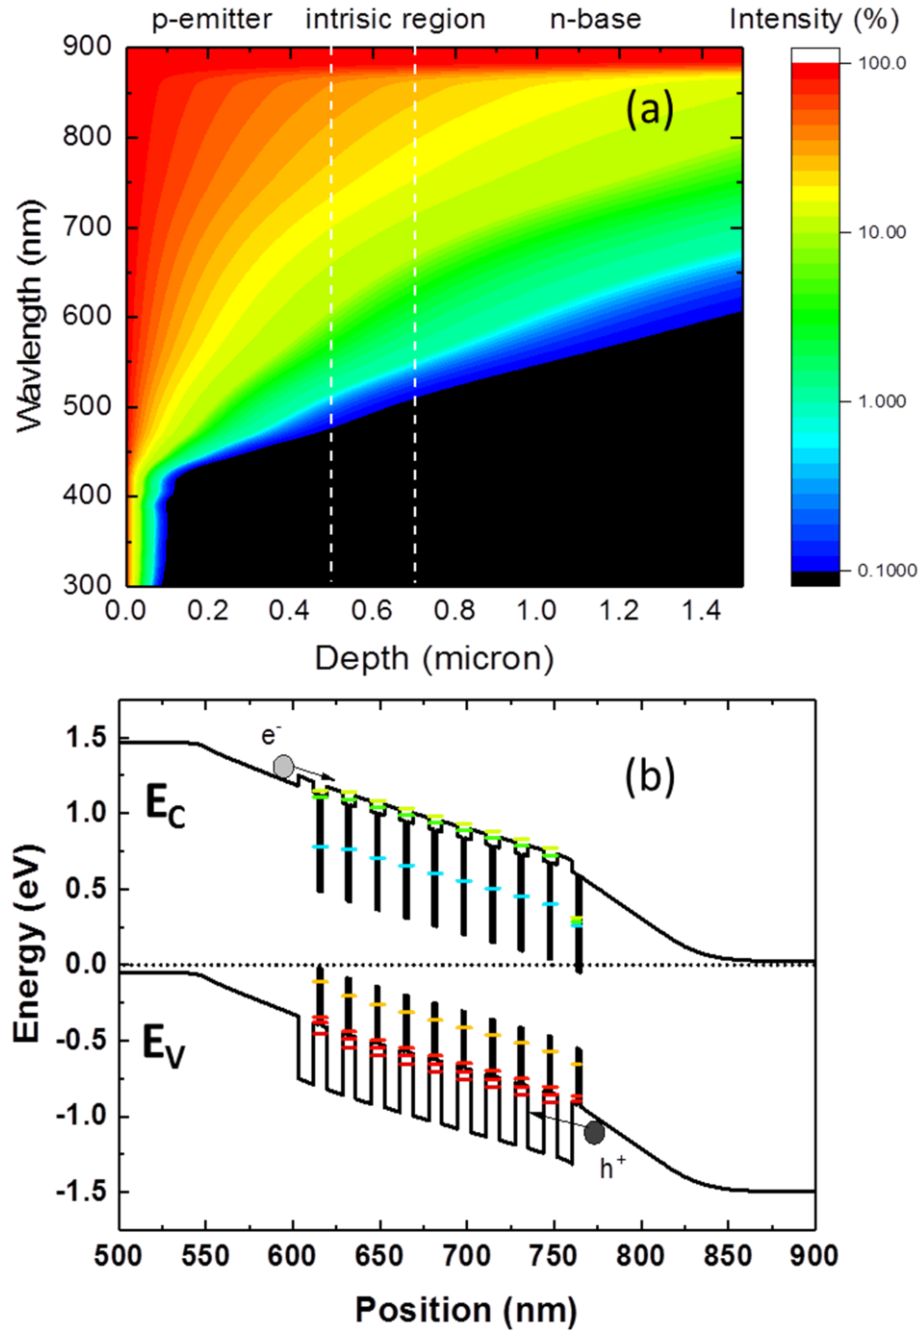 p-emitter intrisic region n-base Intensity (%)
900
800
700
600
500
400
300
Wavlength (nm)
(a)
100.0
10.00
1.000
0.1000
0.0 0.2 0.4 0.6 0.8 1.0 1.2 1.4
Depth (micron)
1.5
1.0
0.5
0.0
-0.5
-1.0
-1.5
Energy (eV)
e-
(b)
EC
EV
h+
500 550 600 650 700 750 800 850 900
Position (nm)